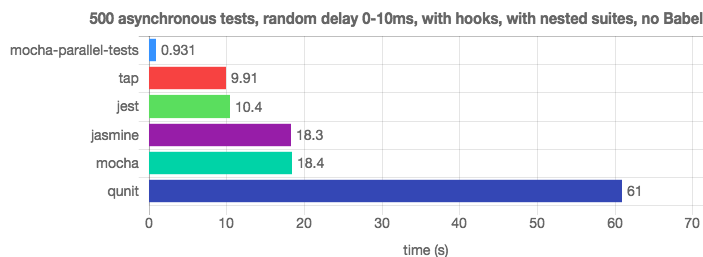 500 asynchronous tests, random delay 0-10ms, with hooks, with nested suites, no Babel
mocha-parallel-tests 0.931
tap 9.91
jest 10.4
jasmine 18.3
mocha 18.4
qunit 61
0 10 20 30 40 50 60 70
time (s)